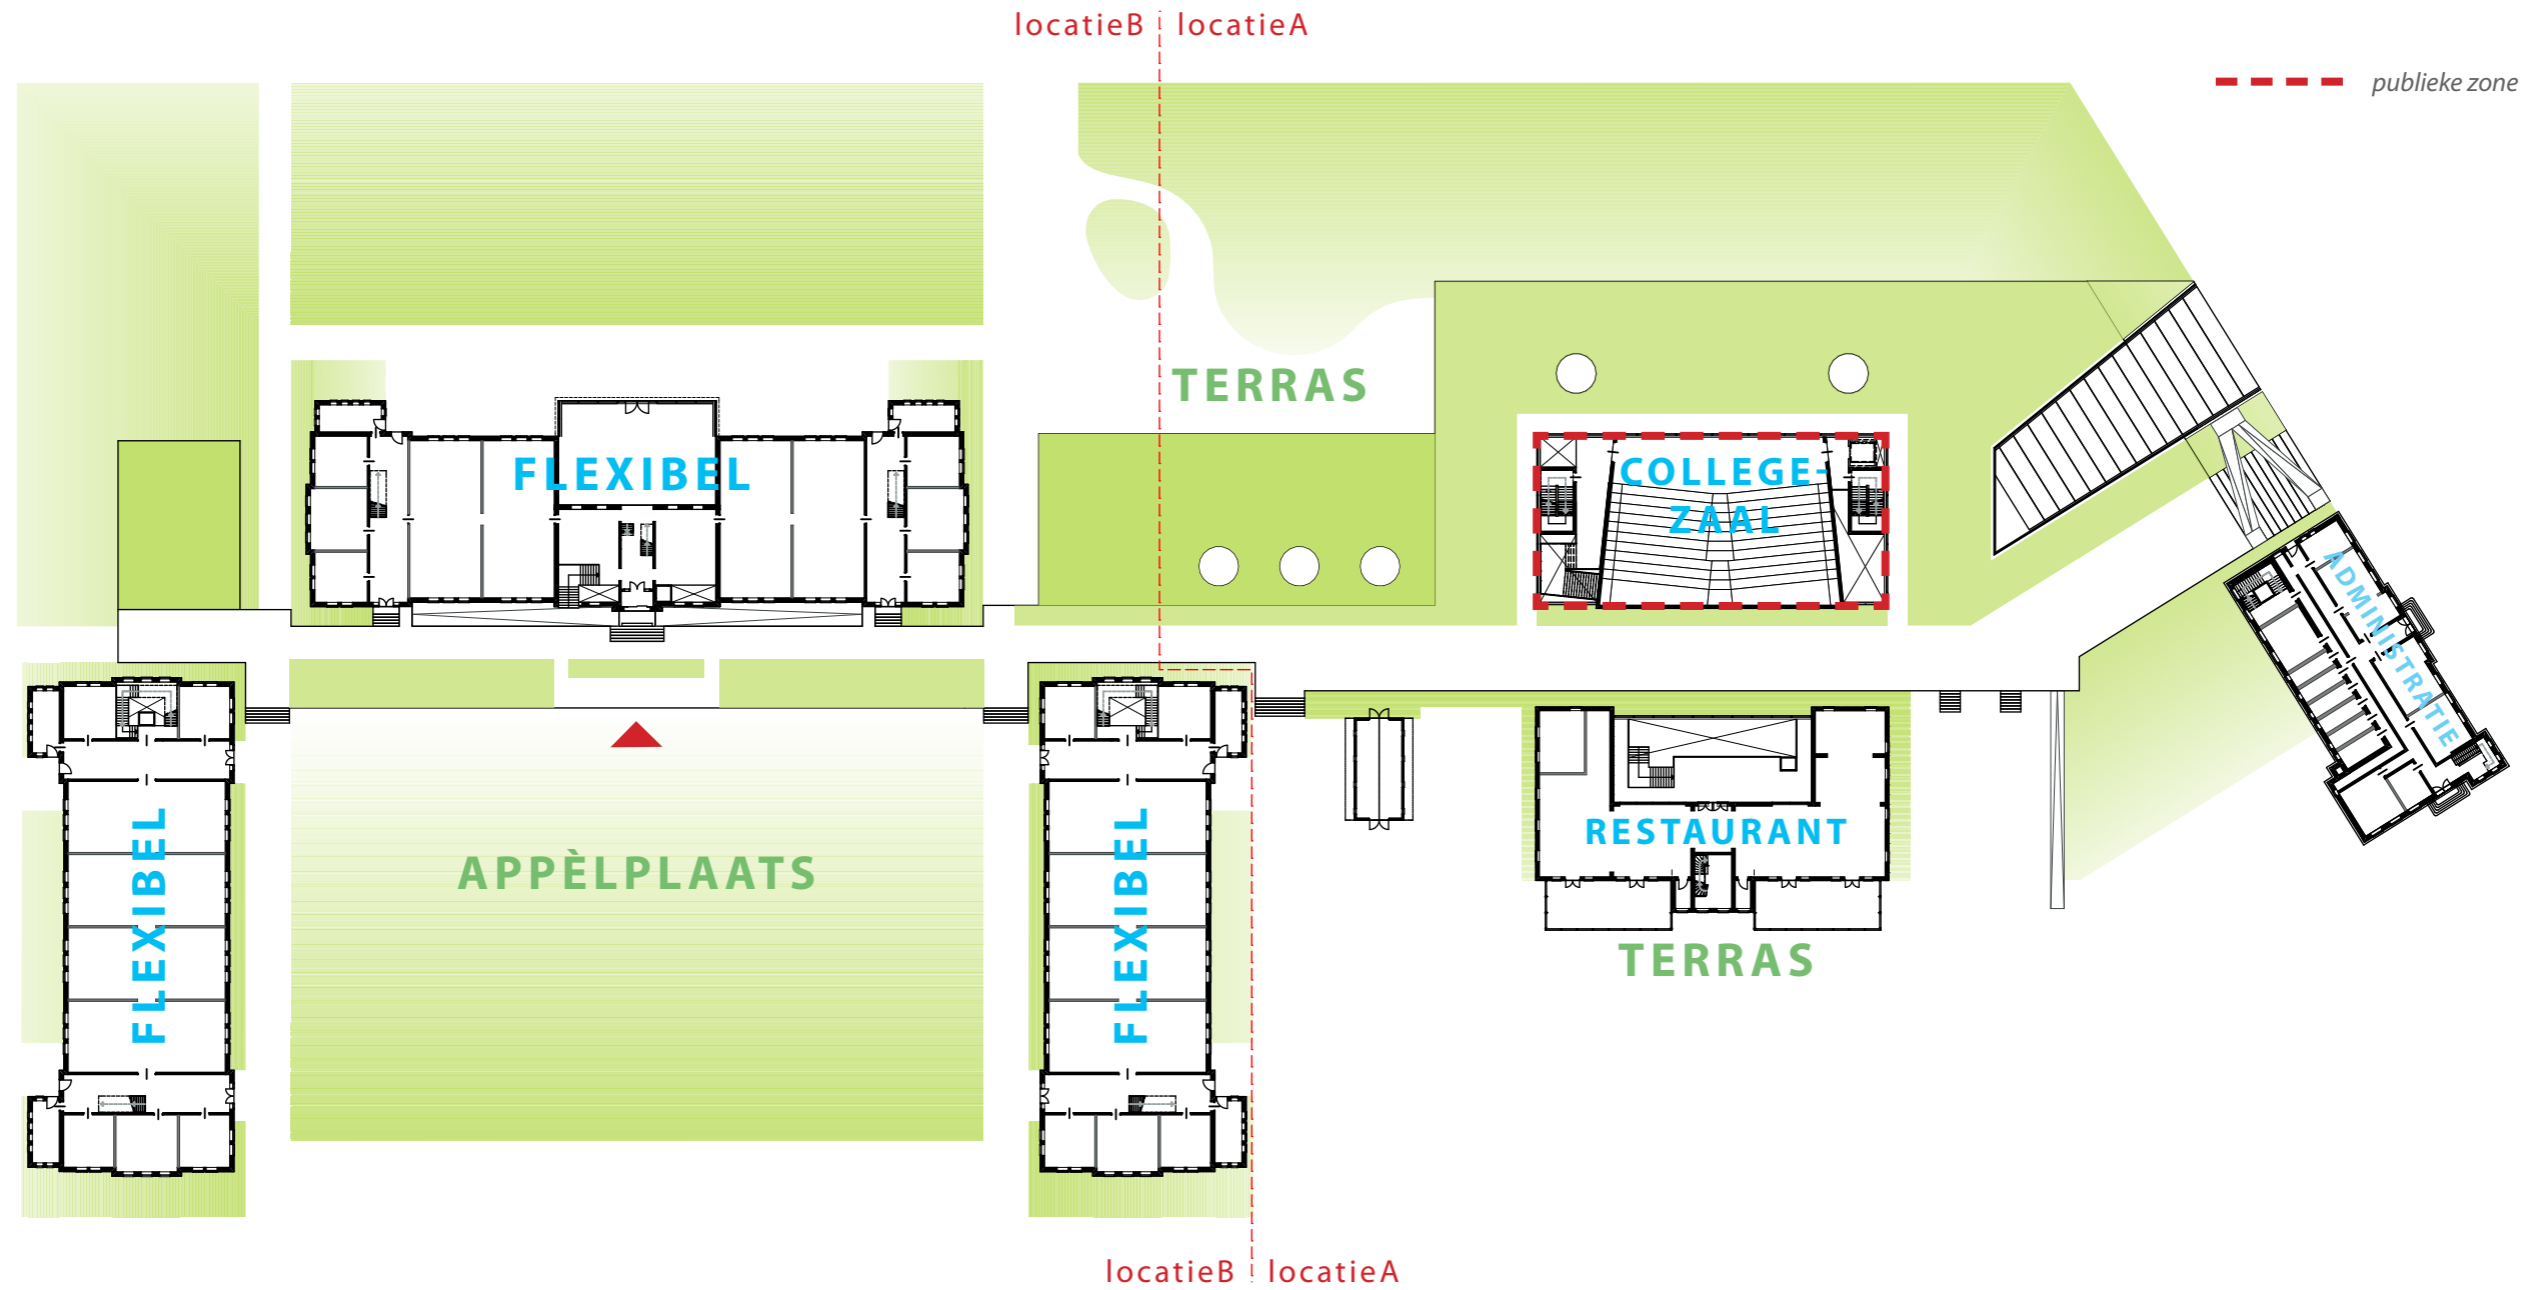 locatieB locatieA
publieke zone
TERRAS
FLEXIBEL
COLLEGE-
ZAAL
ADMINISTRATIE
FLEXIBEL
APPÈLPLAATS
FLEXIBEL
RESTAURANT
TERRAS
locatieB locatieA